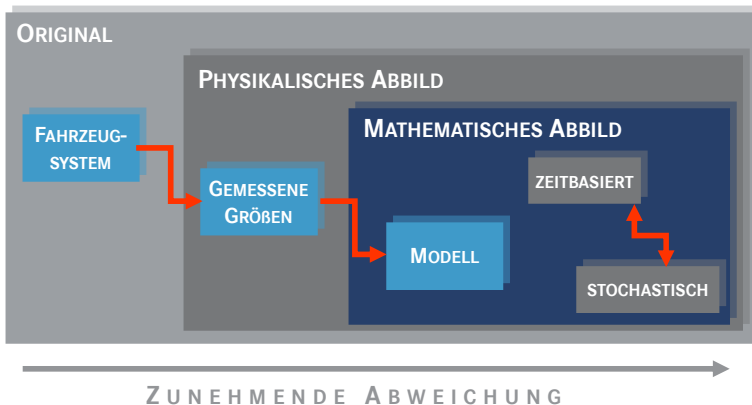 ORIGINAL
PHYSIKALISCHES ABBILD
MATHEMATISCHES ABBILD
FAHRZEUG-
SYSTEM
GEMESSENE
GRÖßEN
MODELL
ZEITBASIERT
STOCHASTISCH
ZUNEHMENDE ABWEICHUNG